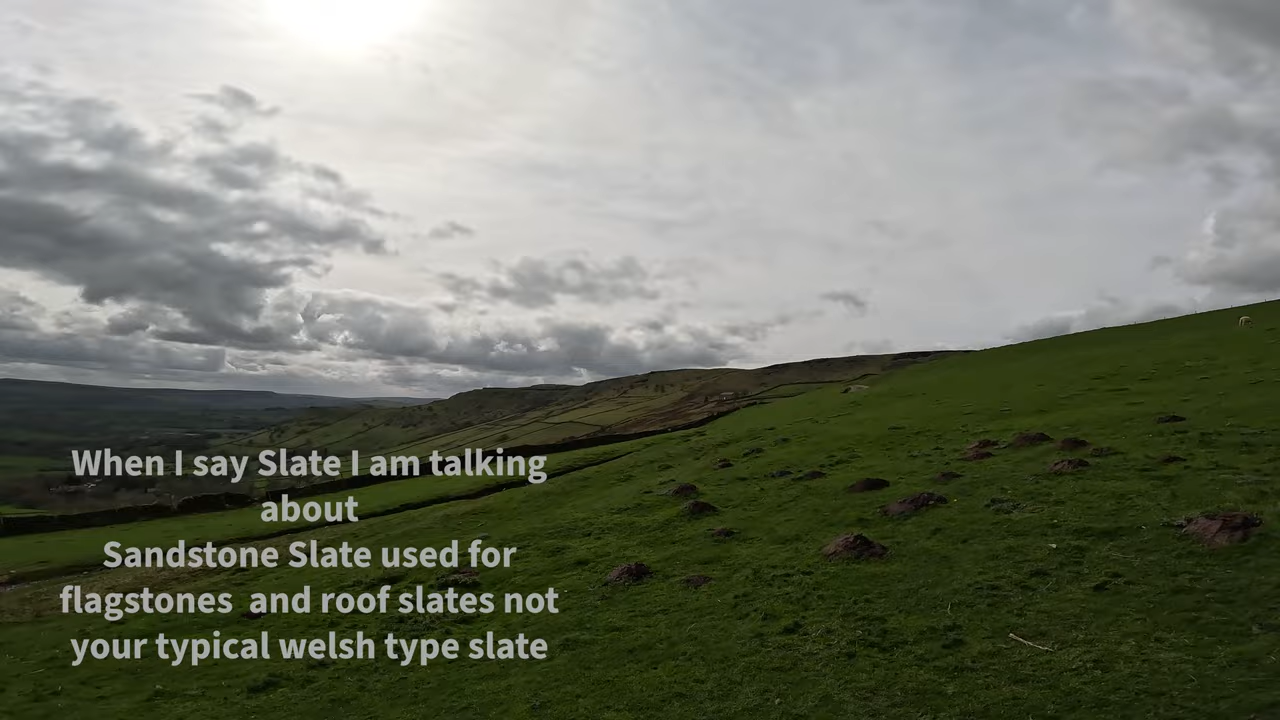 When I say Slate I am talking
about
Sandstone Slate used for
flagstones  and roof slates not
your typical welsh type slate